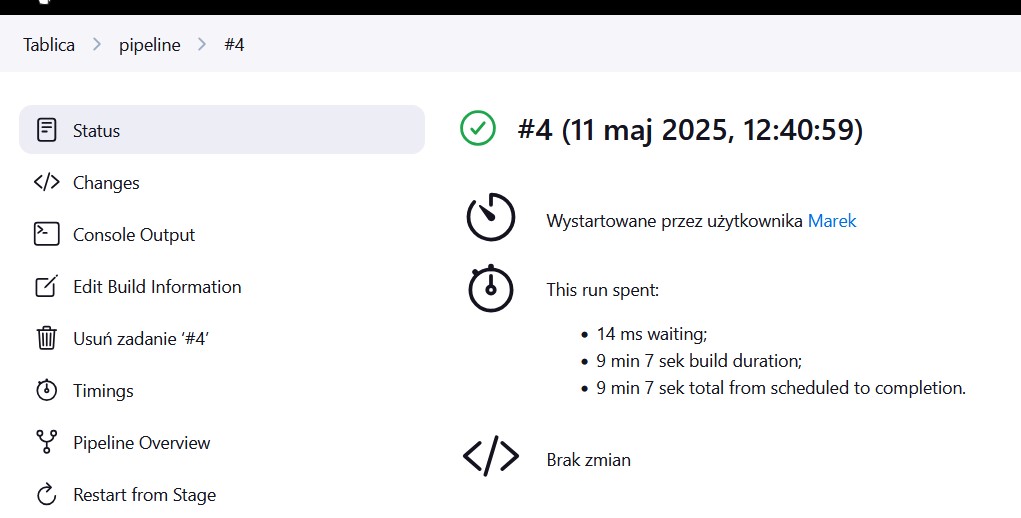 Tablica > pipeline > #4
Status
Changes
Console Output
Edit Build Information
Usuń zadanie ‘#4’
Timings
Pipeline Overview
Restart from Stage
#4 (11 maj 2025, 12:40:59)
Wystartowane przez użytkownika Marek
This run spent:
• 14 ms waiting;
• 9 min 7 sek build duration;
• 9 min 7 sek total from scheduled to completion.
Brak zmian